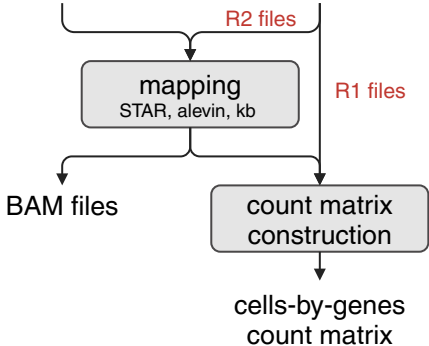 R2 files
mapping
STAR, alevin, kb
R1 files
BAM files
count matrix
construction
cells-by-genes
count matrix